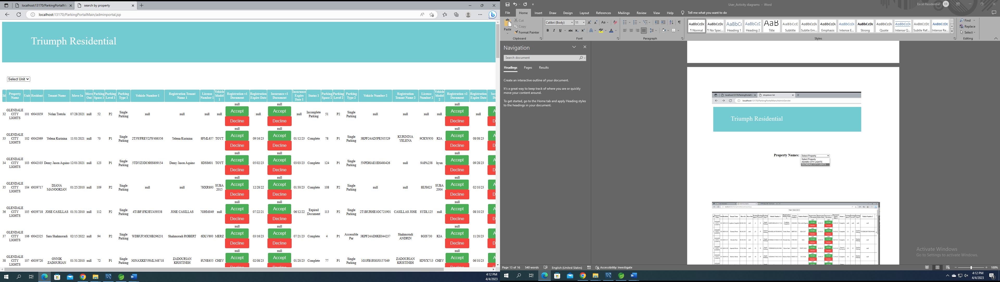 localhost:13170/ParkingPortalMa
search by property
localhost:13170/ParkingPortalMain/adminportal.jsp
Triumph Residential
Select Unit
Id Property Name Unit Resident Tenant Name Move In Move Out Parking Space 1 Parking Level 1 Parking Type 1 Vehicle Number 1 Registration Tenant Name 1 License Number 1 Vehicle Model 1 Registration v1 Document Registration Expire Date Insurance v1 Document Insurance Expire Date 1 Status 1 Parking Space 2 Parking Level 2 Parking Type 2 Vehicle Number 2 Registration Tenant Name 2 License Number 2 Vehicle Model 2 Registration v2 Document Registration Expire Date
32 GLENDALE CITY LIGHTS 101 t0041859 Nolan Tretola 07/28/2021 null 52 P2 Single Parking null null null null null Accept Decline null null Accept Decline null Incomplete Parking 51 P2 Single Parking null null null null null Accept Decline null
33 GLENDALE CITY LIGHTS 102 t0042069 Yelena Kurinina 11/01/2021 null 70 P1 Single Parking 2T3WFREV2JW486356 Yelena Kurinina 8FML657 TOYT null Accept Decline 09/16/23 null Accept Decline 01/12/23 Complete 78 P1 Single Parking 3KPF24AD5PE505529 KURININA YELENA 9CKW950 KIA null Accept Decline 08/08/23
34 GLENDALE CITY LIGHTS 103 t0042103 Demy Jason Aquino 12/01/2021 null 123 P1 Single Parking 5TDYZ3DC6HS809154 Demy Jason Aquino 8DSS601 TOYT null Accept Decline 05/02/23 null Accept Decline 03/03/23 Complete 124 P1 Single Parking 5NPDHAE1EH480426 null 9APA238 hyun null Accept Decline 09/28/23
35 GLENDALE CITY LIGHTS 104 t0039717 DIANA MANOOKIAN 01/25/2010 null 109 P2 Single Parking null null 7HXR893 SUBA 2015 null Accept Decline 12/28/22 null Accept Decline 01/30/23 Complete 108 P2 Single Parking null null 8EJS623 SUBA 2004 null Accept Decline 02/10/23
36 GLENDALE CITY LIGHTS 105 t0039718 JOSE CASILLAS 01/31/2010 null 112 P2 Single Parking 4T1BF1FK3EU439338 JOSE CASILLAS 7GHM049 null null Accept Decline 07/22/21 null Accept Decline 06/12/22 Expired Document 113 P2 Single Parking 2T1BURHE1GC721901 CASILLAS JOSE 8YDL125 null null Accept Decline 08/10/23
37 GLENDALE CITY LIGHTS 106 t0042325 Sara Shahmoradi 02/15/2022 null 94 P2 Single Parking WDBUF56X58B296231 Shahmoradi ROBERT 6DLV893 MERZ null Accept Decline 03/16/23 null Accept Decline 07/21/23 Complete 4 P1 Accessible Par 3KPF24AD8KE044237 Shahmoradi ANDRIN 8GIS730 KIA null Accept Decline 11/20/23
38 GLENDALE CITY LIGHTS 107 t0039720 ONNIK ZADOURIAN 01/31/2010 null 72 P1 Single Parking 3GNAXKEV9ML348718 ZADOURIAN KRISTINEH 8UNE655 CHEV null Accept 02/08/23 null Accept 01/20/23 Complete 77 P1 Single Parking 1G1FB1RS0J0157049 ZADOURIAN KRISTINEH 8DWX713 CHEV null Accept 06/10/23
4:12 PM
4/4/2023
User_Activity diagrams - Word
Excel Residential ER
File Home Insert Draw Design Layout References Mailings Review View Help Tell me what you want to do
Paste Cut Copy Format Painter
Calibri (Body) 11
AaBbCcDc ¶ Normal
AaBbCcDc ¶ No Spac...
AaBbCc Heading 1
AaBbCcC Heading 2
AaB Title
AaBbCcC Subtitle
AaBbCcDc Subtle Em...
AaBbCcDc Emphasis
AaBbCcDc Intense E...
AaBbCcDc Strong
AaBbCcDc Quote
AaBbCcDc Intense Q...
AABBCCDC Subtle Ref...
AABBCCDC Intense Re...
Find
Replace
Select
Clipboard Font Paragraph Styles Editing
Navigation
Search document
Headings Pages Results
Create an interactive outline of your document.
It's a great way to keep track of where you are or quickly
move your content around.
To get started, go to the Home tab and apply Heading styles
to the headings in your document.
localhost:13170/ParkingPortalM
dropdwon list
localhost:13170/ParkingPortalMain/AdminServlet
Triumph Residential
Property Names: Select Property
Select Property
ADAMS CITY LIGHTS
GLENDALE CITY LIGHTS
Activate Windows
Go to Settings to activate Windows.
Page 13 of 16 540 words English (United States) Accessibility: Investigate
100%
4:12 PM
4/4/2023